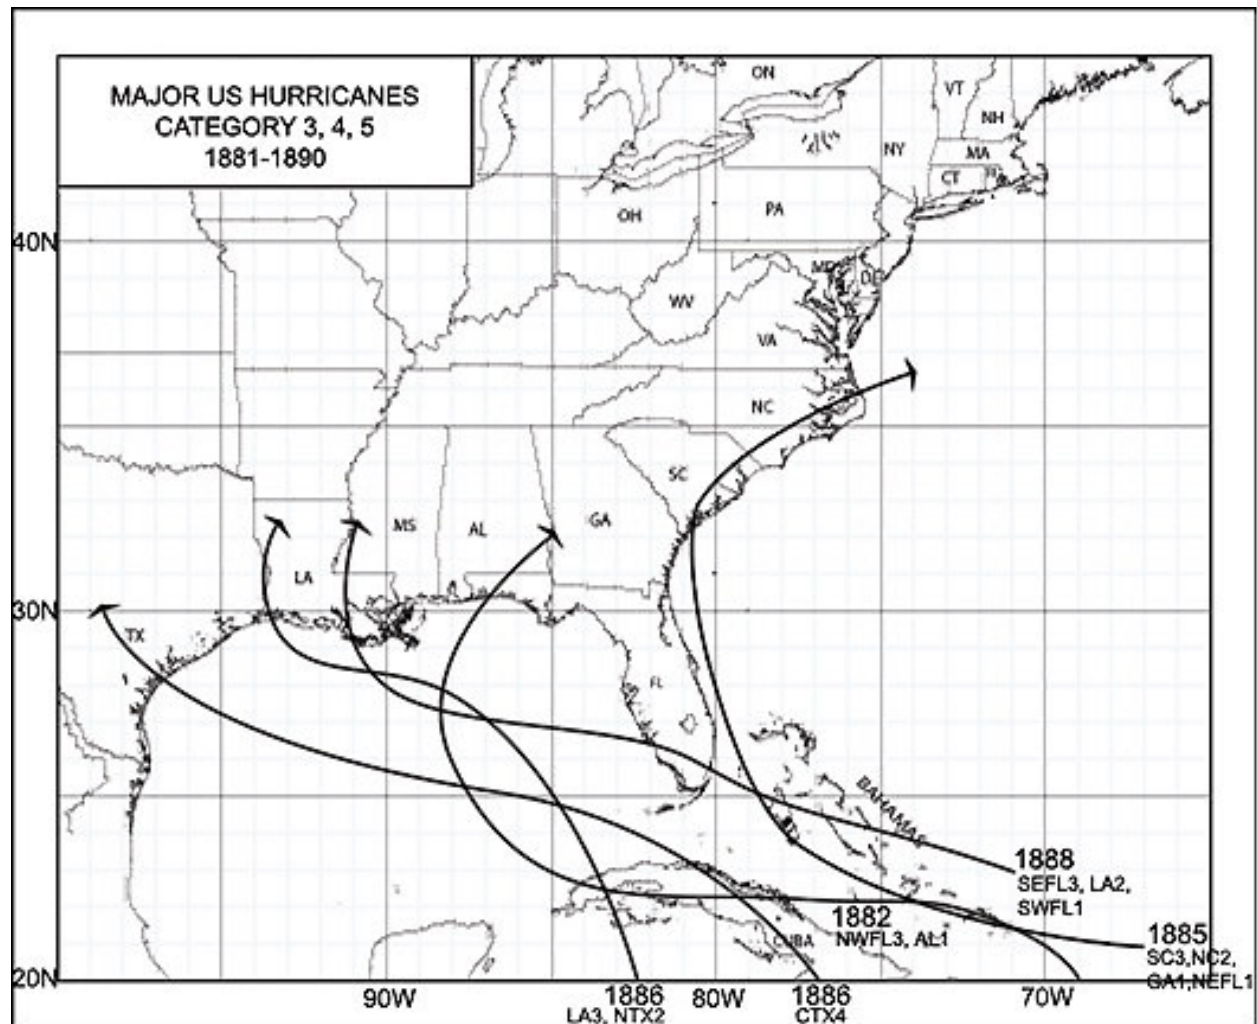 MAJOR US HURRICANES
CATEGORY 3, 4, 5
1881-1890
ON
VT
NH
NY
MA
CT
RI
OH
PA
40N
MD
DE
WV
VA
NC
SC
MS
AL
GA
LA
30N
TX
FL
BAHAMAS
1888
SEFL3, LA2,
SWFL1
1882
NWFL3, AL1
CUBA
1885
SC3,NC2,
GA1,NEFL1
20N
90W
1886
LA3, NTX2
80W
1886
CTX4
70W